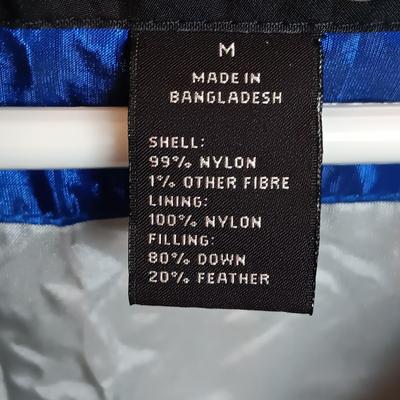 M
MADE IN
BANGLADESH
SHELL:
99% NYLON
1% OTHER FIBRE
LINING:
100% NYLON
FILLING:
80% DOWN
20% FEATHER